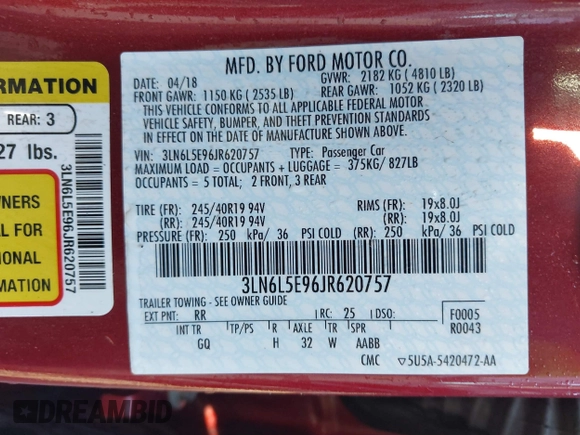 ORMATION
REAR: 3
27 lbs.
WNERS
AL FOR
IONAL
MATION
3LN6L5E96JR620757
MFD. BY FORD MOTOR CO.
DATE: 04/18 GVWR: 2182 KG ( 4810 LB)
FRONT GAWR: 1150 KG ( 2535 LB) REAR GAWR: 1052 KG ( 2320 LB)
THIS VEHICLE CONFORMS TO ALL APPLICABLE FEDERAL MOTOR
VEHICLE SAFETY, BUMPER, AND THEFT PREVENTION STANDARDS
IN EFFECT ON THE DATE OF MANUFACTURE SHOWN ABOVE.
VIN: 3LN6L5E96JR620757 TYPE: Passenger Car
MAXIMUM LOAD = OCCUPANTS + LUGGAGE = 375KG/ 827LB
OCCUPANTS = 5 TOTAL; 2 FRONT, 3 REAR
TIRE (FR): 245/40R19 94V RIMS (FR): 19x8.0J
(RR): 245/40R19 94V (RR): 19x8.0J
PRESSURE (FR): 250 kPa/ 36 PSI COLD (RR): 250 kPa/ 36 PSI COLD
3LN6L5E96JR620757
TRAILER TOWING - SEE OWNER GUIDE
EXT PNT: RR RC: 25 DSO: F0005
R0043
INT TR TP/PS R AXLE TR SPR
GQ H 32 W AABB
CMC 5U5A-5420472-AA
DREAMBID